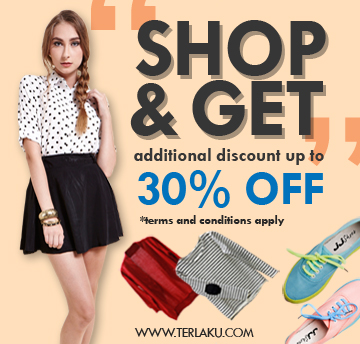 “
SHOP
& GET
”
additional discount up to
30% OFF
*terms and conditions apply
WWW.TERLAKU.COM